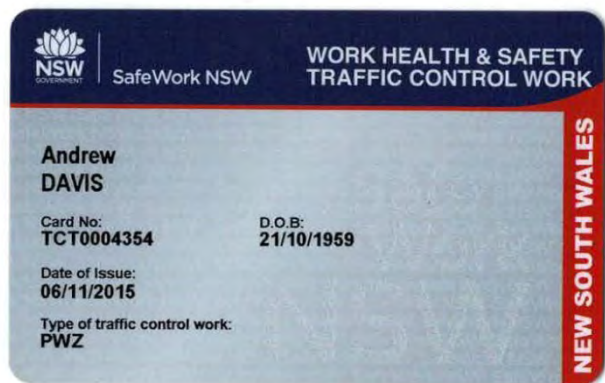 NSW
GOVERNMENT
SafeWork NSW
WORK HEALTH & SAFETY
TRAFFIC CONTROL WORK
Andrew
DAVIS
Card No:
TCT0004354
D.O.B:
21/10/1959
Date of Issue:
06/11/2015
Type of traffic control work:
PWZ
NSW
NEW SOUTH WALES